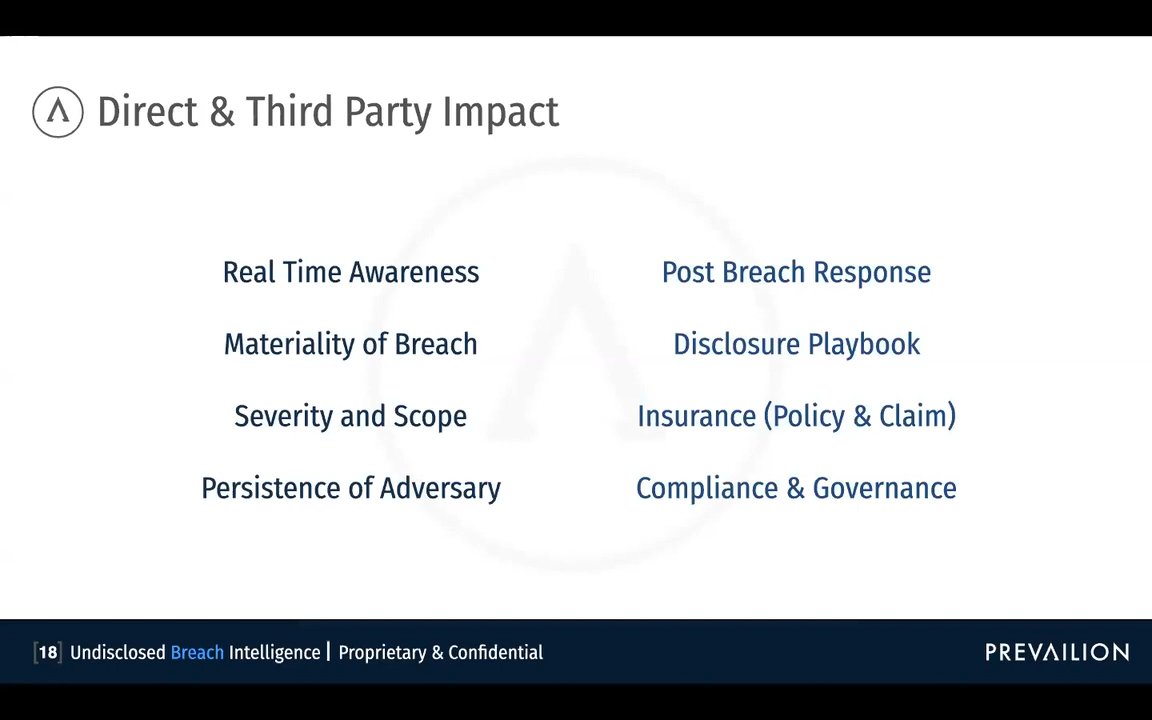 Direct & Third Party Impact
Real Time Awareness
Materiality of Breach
Severity and Scope
Persistence of Adversary
Post Breach Response
Disclosure Playbook
Insurance (Policy & Claim)
Compliance & Governance
[18] Undisclosed Breach Intelligence | Proprietary & Confidential
PREVAILION